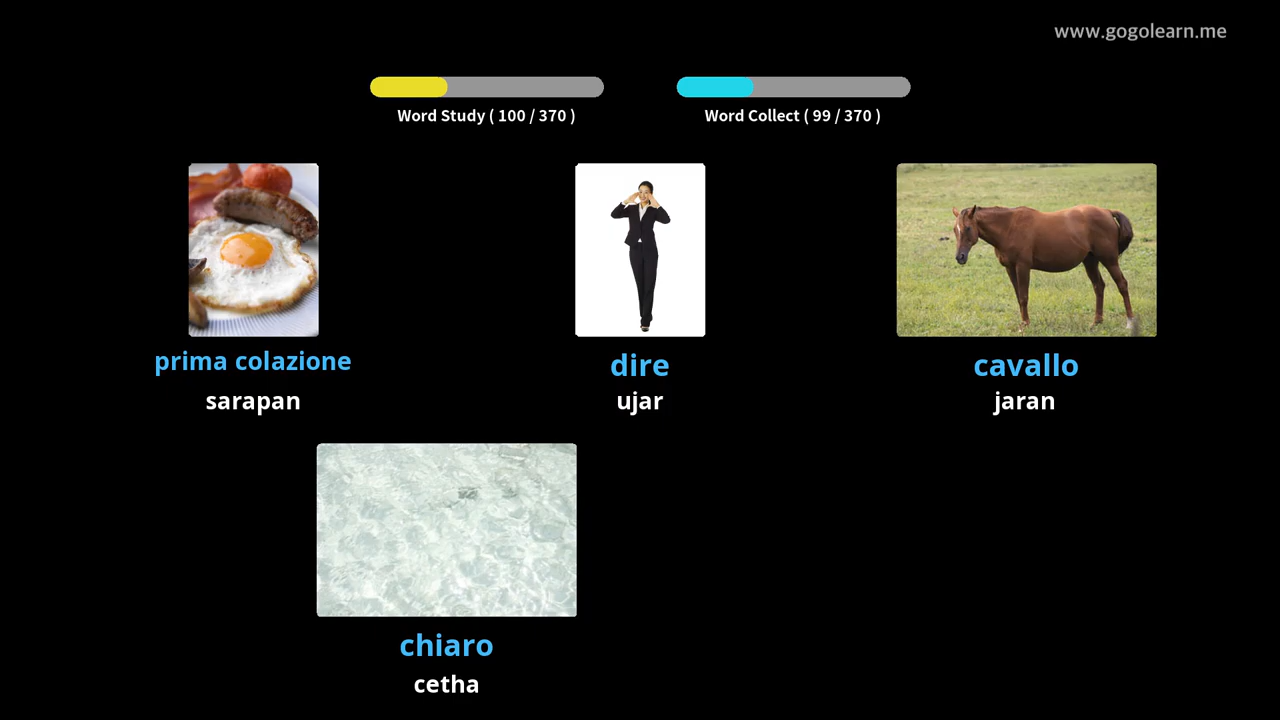 www.gogolearn.me
Word Study ( 100 / 370 )
Word Collect ( 99 / 370 )
prima colazione
sarapan
dire
ujar
cavallo
jaran
chiaro
cetha